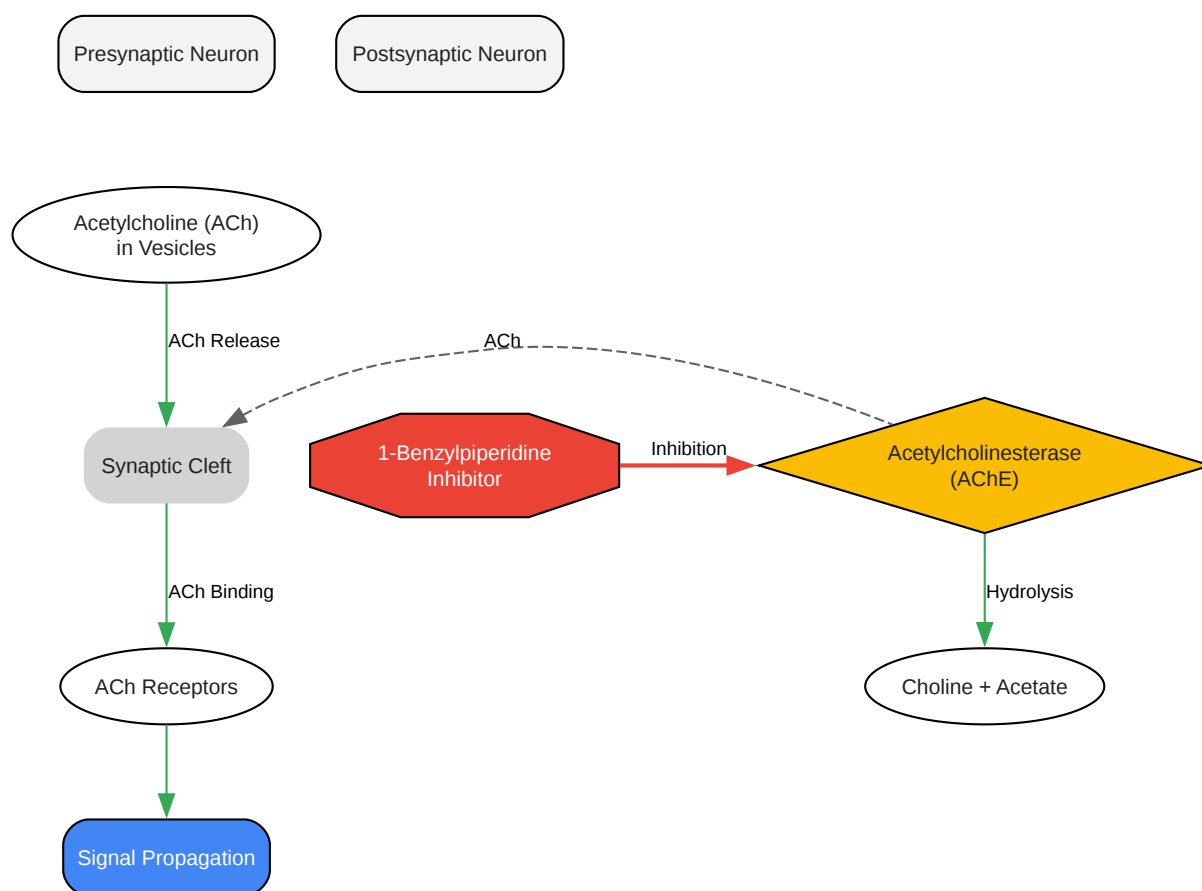 Presynaptic Neuron
Postsynaptic Neuron
Acetylcholine (ACh)
in Vesicles
ACh Release
ACh
Synaptic Cleft
1-Benzylpiperidine
Inhibitor
Inhibition
Acetylcholinesterase
(AChE)
ACh Binding
Hydrolysis
ACh Receptors
Choline + Acetate
Signal Propagation